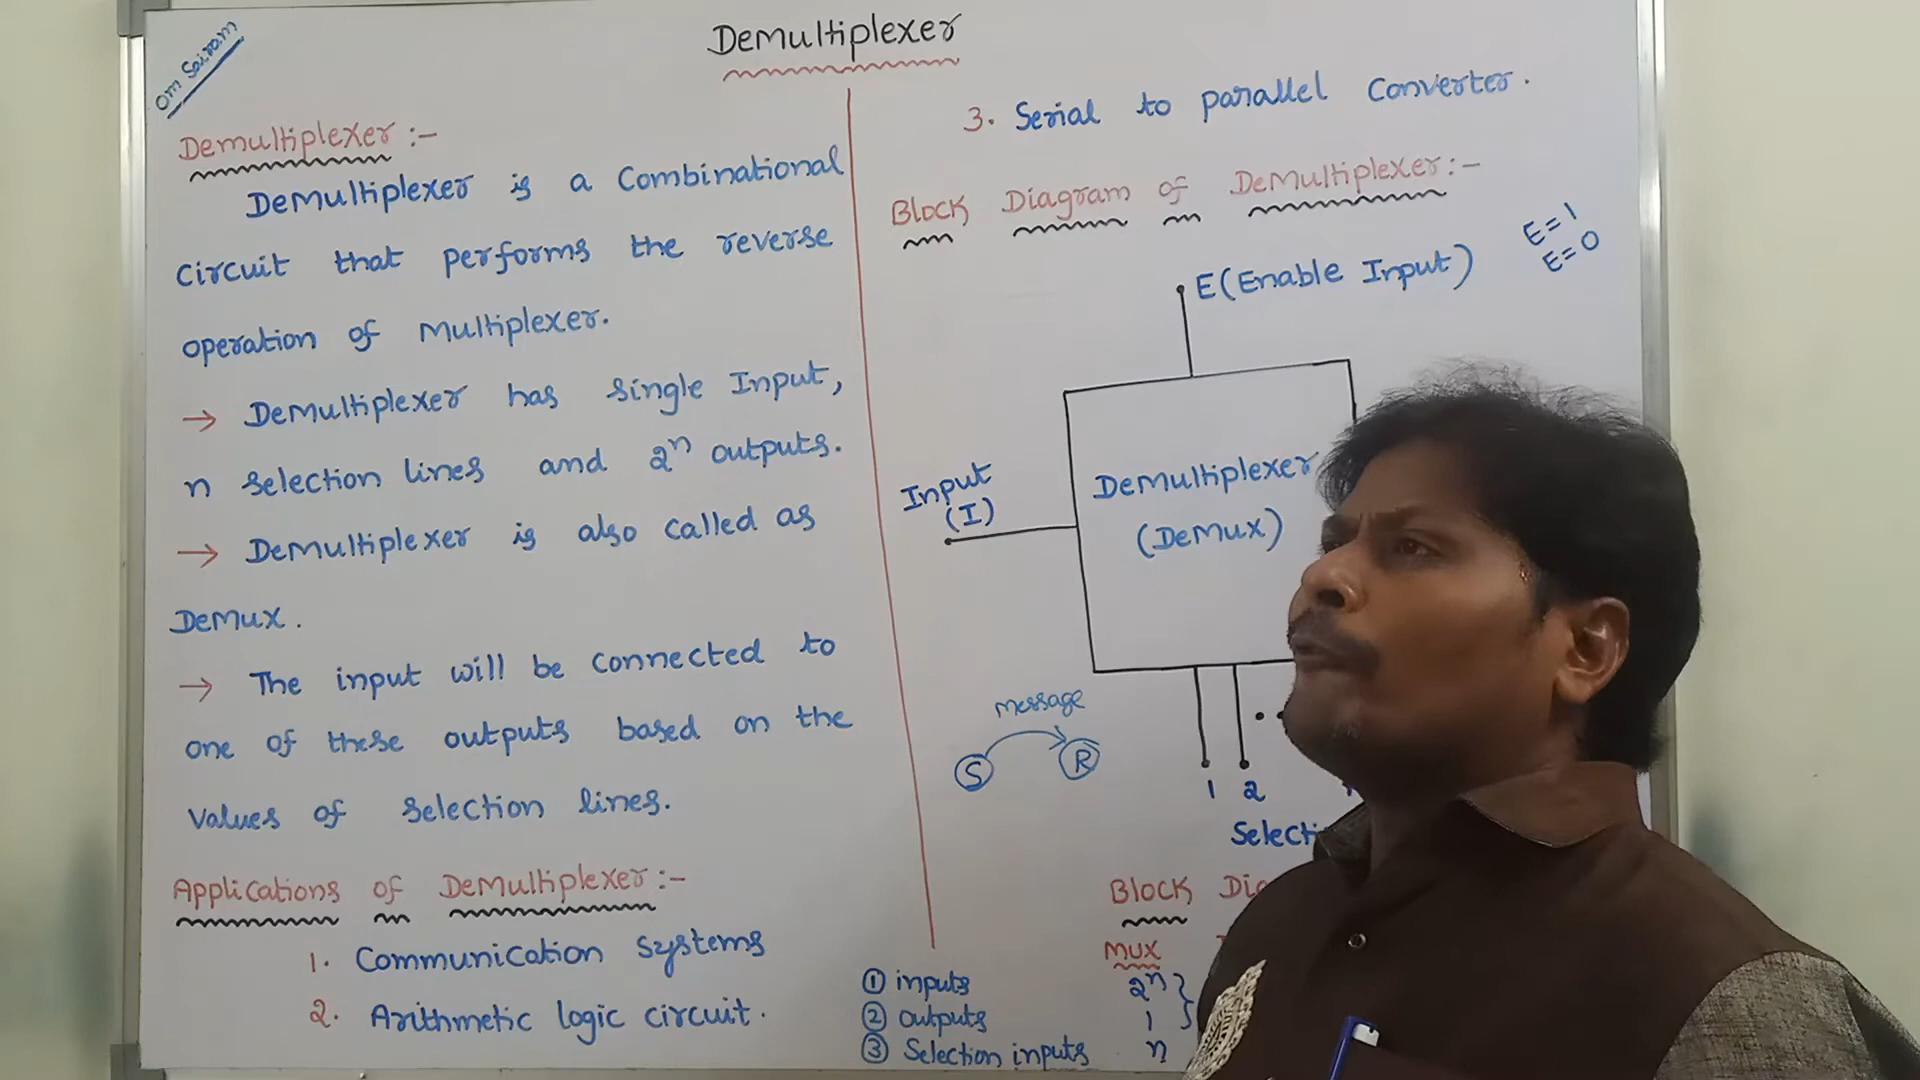 Om Sairam
Demultiplexer
Demultiplexer :-
Demultiplexer is a Combinational
Circuit that performs the reverse
operation of Multiplexer.
→ Demultiplexer has single Input,
n selection lines and 2ⁿ outputs.
→ Demultiplexer is also called as
Demux.
→ The input will be connected to
one of these outputs based on the
values of selection lines.
Applications of Demultiplexer :-
1. Communication Systems
2. Arithmetic logic circuit.
3. Serial to parallel Converter.
Block Diagram of Demultiplexer :-
E=1
E=0
E(Enable Input)
Input
(I)
Demultiplexer
(Demux)
message
S R
1 2
Block
MUX
① inputs 2ⁿ
② outputs 1
③ Selection inputs n